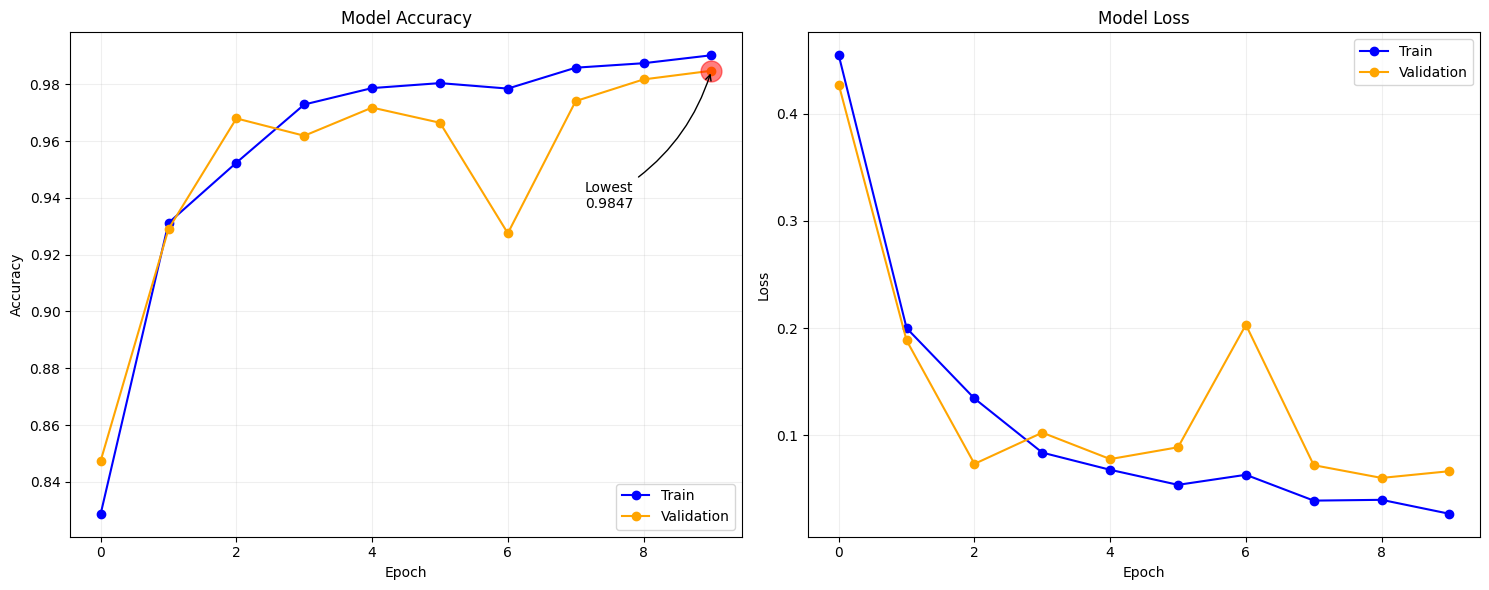 Model Accuracy
Accuracy
0.98
0.96
0.94
0.92
0.90
0.88
0.86
0.84
Lowest
0.9847
Train
Validation
0
2
4
6
8
Epoch
Model Loss
Loss
0.4
0.3
0.2
0.1
Train
Validation
0
2
4
6
8
Epoch